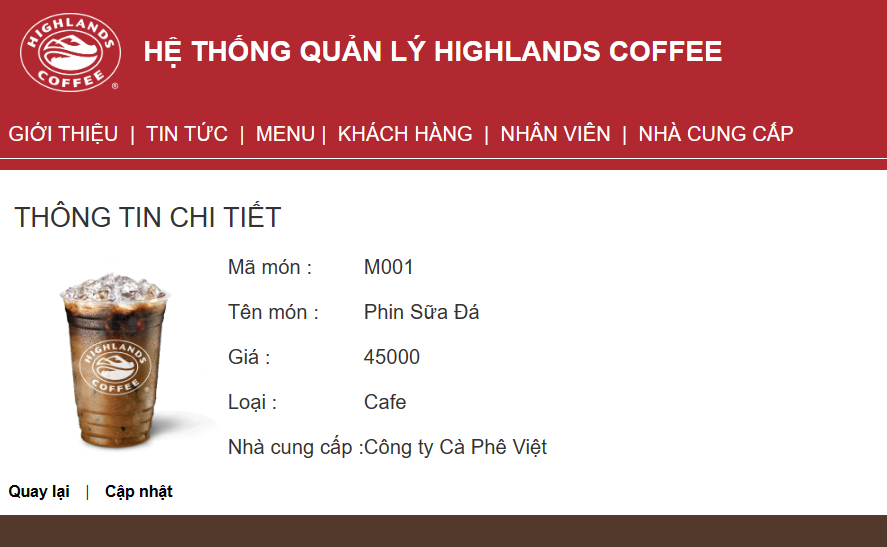 HIGHLANDS
COFFEE
®
HỆ THỐNG QUẢN LÝ HIGHLANDS COFFEE
GIỚI THIỆU | TIN TỨC | MENU | KHÁCH HÀNG | NHÂN VIÊN | NHÀ CUNG CẤP
THÔNG TIN CHI TIẾT
Mã món : M001
Tên món : Phin Sữa Đá
Giá : 45000
Loại : Cafe
Nhà cung cấp :Công ty Cà Phê Việt
HIGHLANDS
COFFEE
Quay lại | Cập nhật